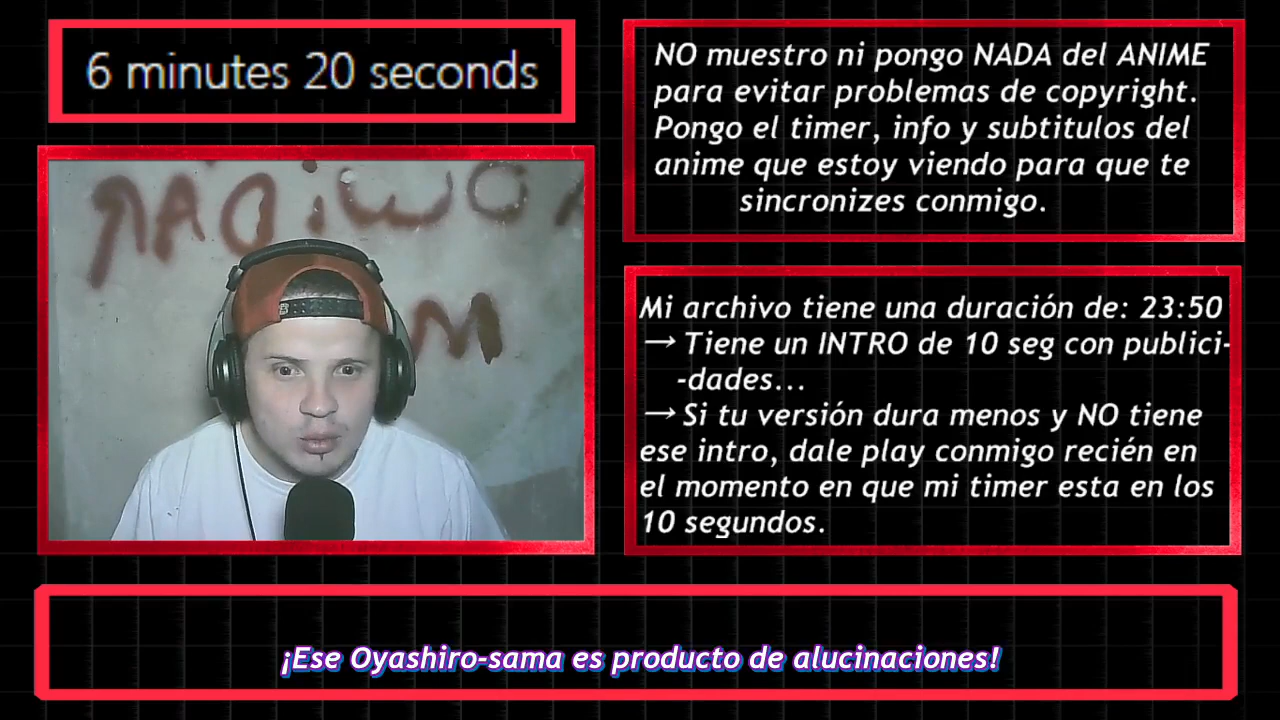 6 minutes 20 seconds
NO muestro ni pongo NADA del ANIME
para evitar problemas de copyright.
Pongo el timer, info y subtitulos del
anime que estoy viendo para que te
sincronizes conmigo.
Mi archivo tiene una duración de: 23:50
→ Tiene un INTRO de 10 seg con publici-
-dades...
→ Si tu versión dura menos y NO tiene
ese intro, dale play conmigo recién en
el momento en que mi timer esta en los
10 segundos.
¡Ese Oyashiro-sama es producto de alucinaciones!